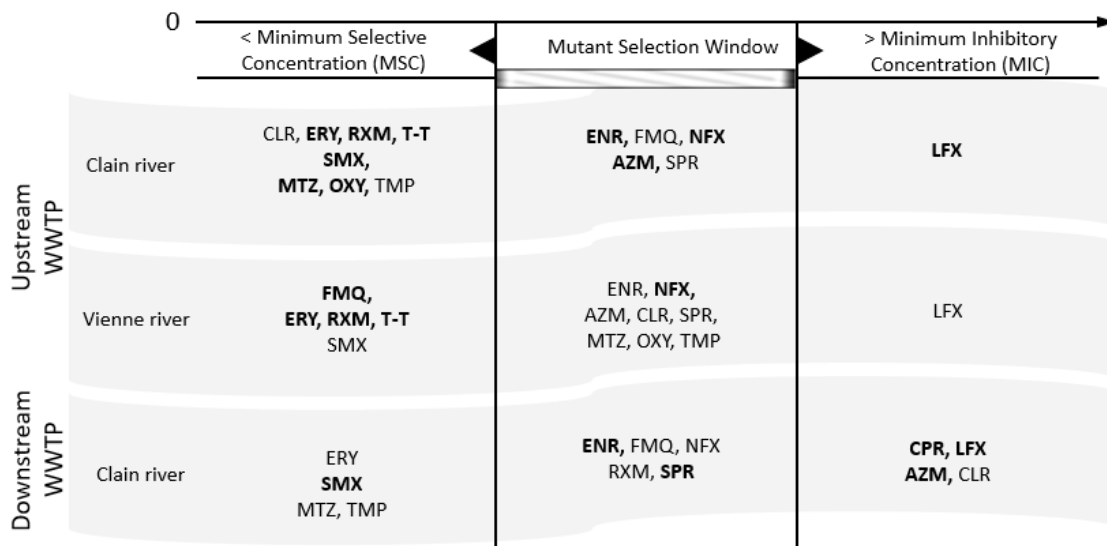 0
< Minimum Selective
Concentration (MSC)
Mutant Selection Window
> Minimum Inhibitory
Concentration (MIC)
Upstream
WWTP
Clain river
CLR, ERY, RXM, T-T
SMX,
MTZ, OXY, TMP
ENR, FMQ, NFX
AZM, SPR
LFX
Vienne river
FMQ,
ERY, RXM, T-T
SMX
ENR, NFX,
AZM, CLR, SPR,
MTZ, OXY, TMP
LFX
Downstream
WWTP
Clain river
ERY
SMX
MTZ, TMP
ENR, FMQ, NFX
RXM, SPR
CPR, LFX
AZM, CLR